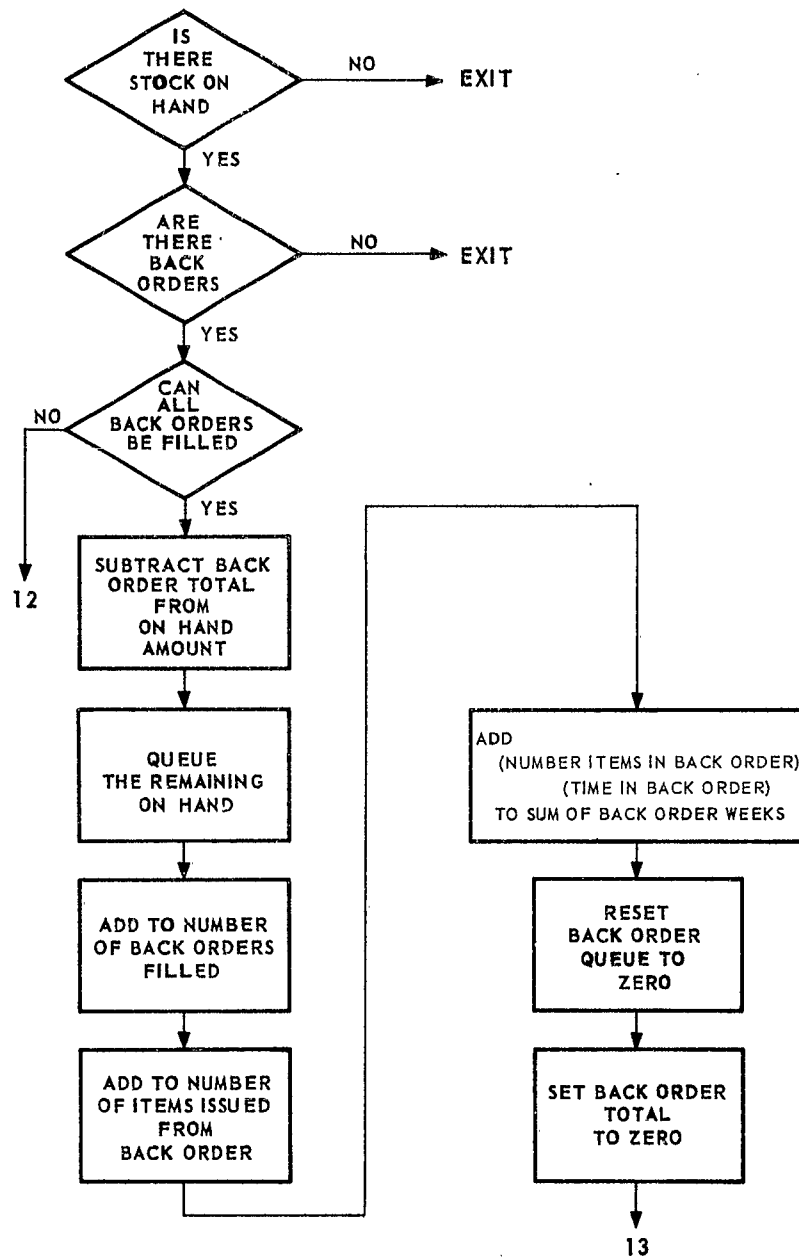 IS
THERE
STOCK ON
HAND
NO
EXIT
YES
ARE
THERE
BACK
ORDERS
NO
EXIT
YES
CAN
ALL
BACK ORDERS
BE FILLED
NO
12
YES
SUBTRACT BACK
ORDER TOTAL
FROM
ON HAND
AMOUNT
QUEUE
THE REMAINING
ON HAND
ADD TO NUMBER
OF BACK ORDERS
FILLED
ADD TO NUMBER
OF ITEMS ISSUED
FROM
BACK ORDER
ADD
(NUMBER ITEMS IN BACK ORDER)
(TIME IN BACK ORDER)
TO SUM OF BACK ORDER WEEKS
RESET
BACK ORDER
QUEUE TO
ZERO
SET BACK ORDER
TOTAL
TO ZERO
13